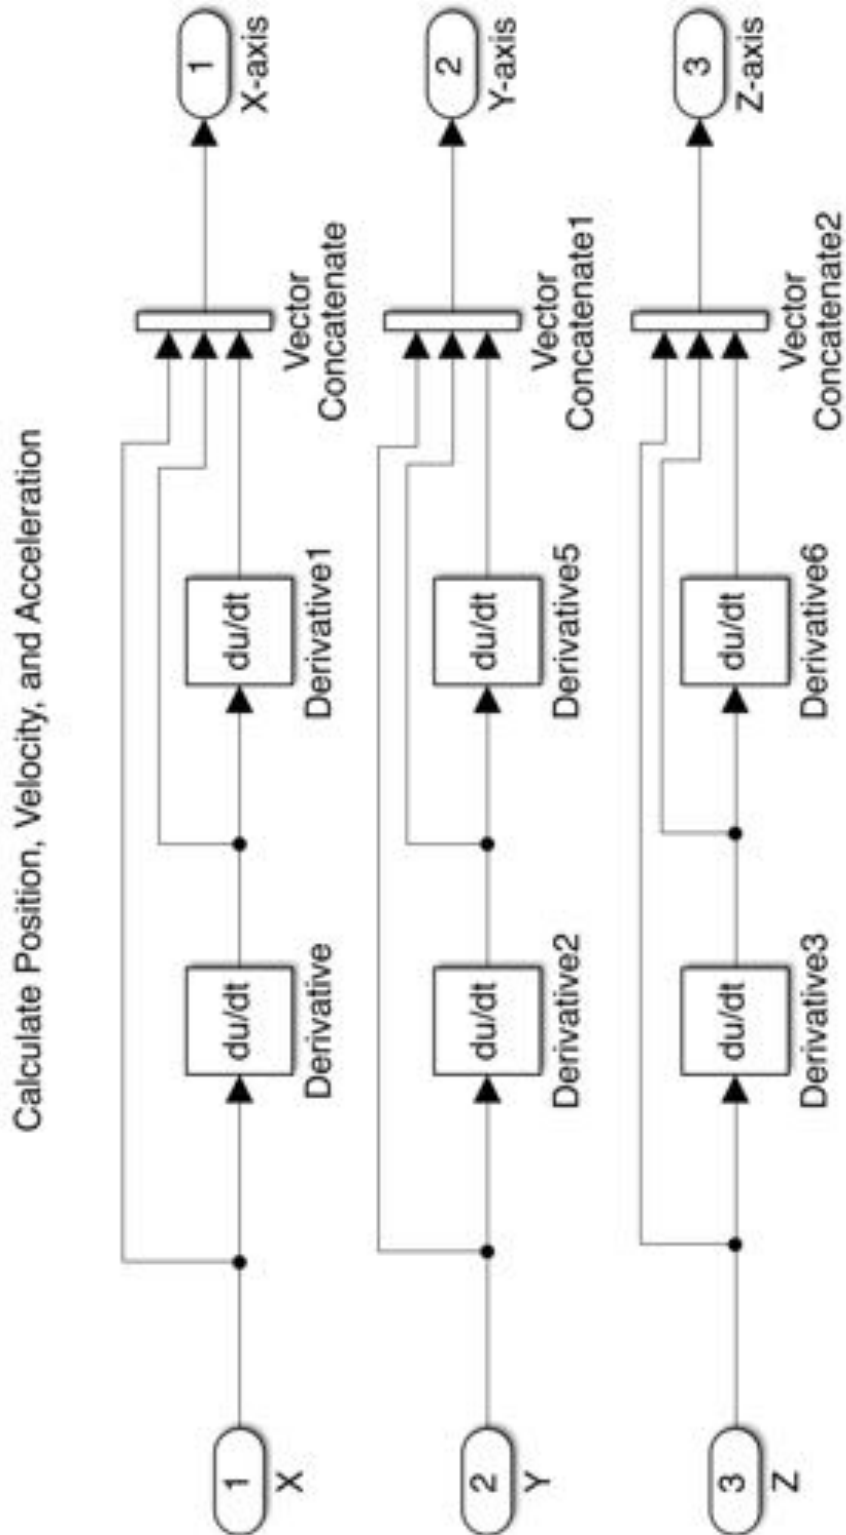 Calculate Position, Velocity, and Acceleration
1
X
du/dt
Derivative
du/dt
Derivative1
Vector
Concatenate
1
X-axis
2
Y
du/dt
Derivative2
du/dt
Derivative5
Vector
Concatenate1
2
Y-axis
3
Z
du/dt
Derivative3
du/dt
Derivative6
Vector
Concatenate2
3
Z-axis